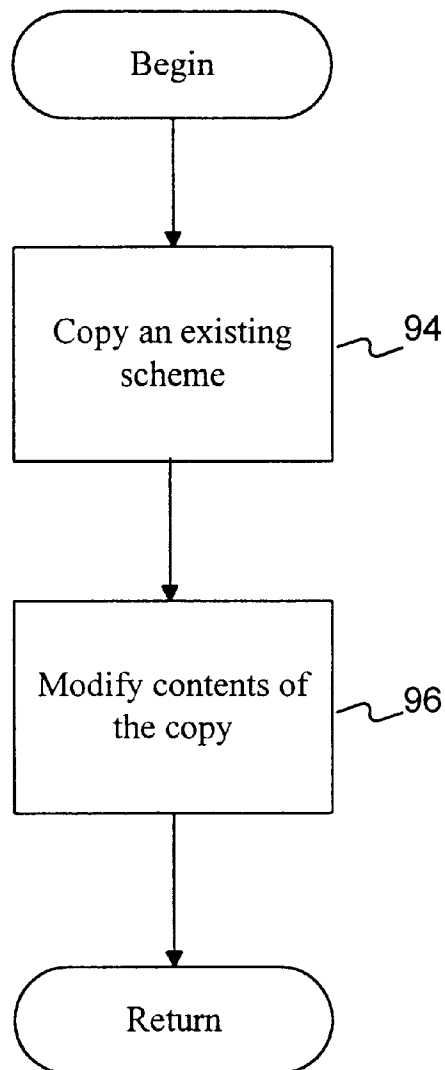 Begin
Copy an existing
scheme
94
Modify contents of
the copy
96
Return